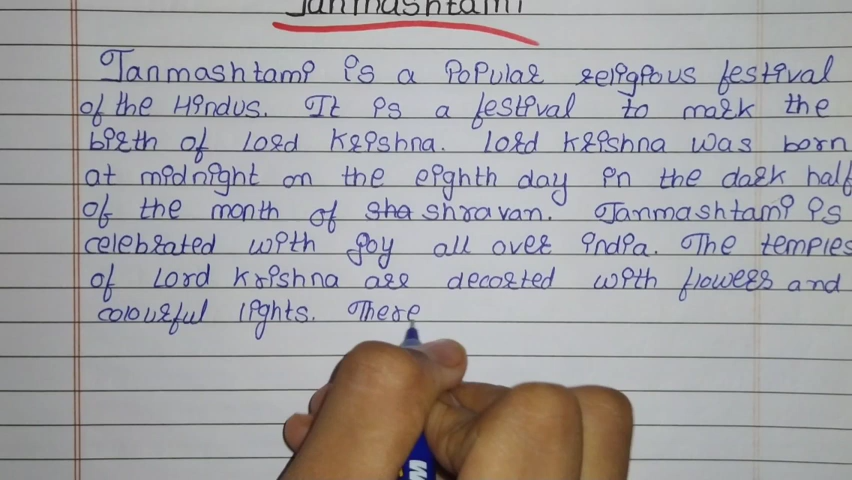 Janmashtami
Janmashtami is a Popular religious festival
of the Hindus. It is a festival to mark the
birth of Lord Krishna. Lord Krishna was born
at midnight on the eighth day in the dark half
of the month of sha shravan. Janmashtami is
celebrated with joy all over india. The temples
of Lord Krishna are decorted with flowers and
colourful lights. There